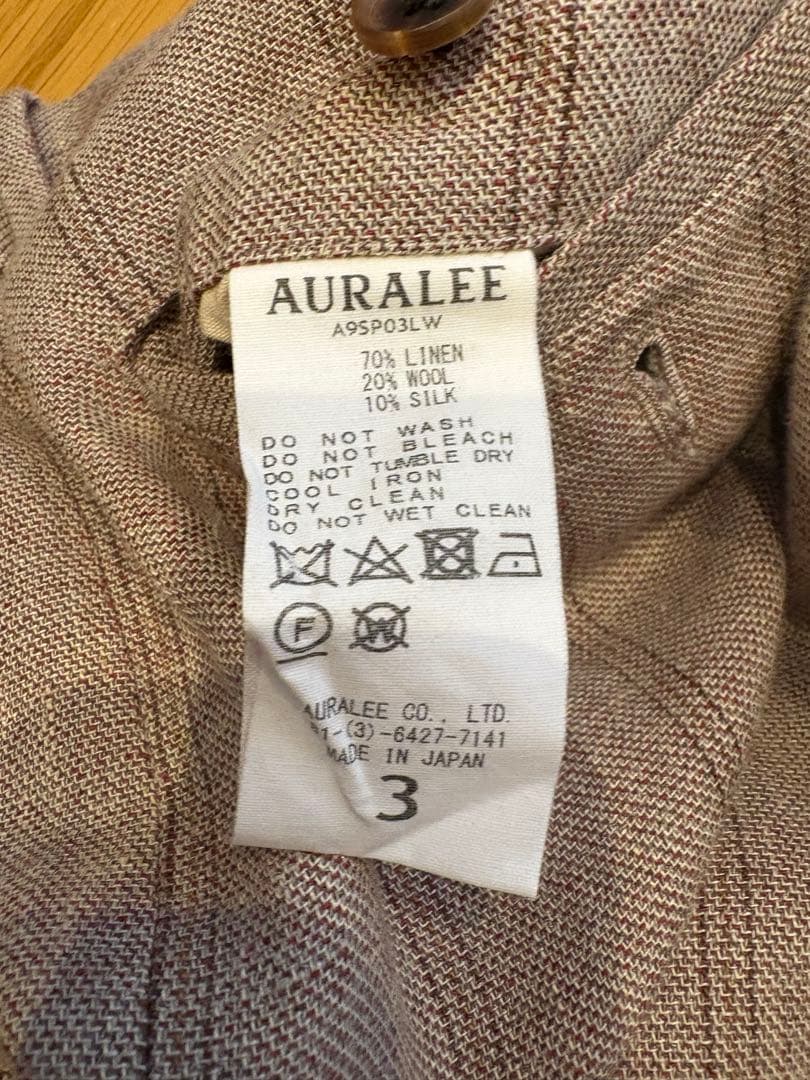 AURALEE
A9SP03LW
70% LINEN
20% WOOL
10% SILK
DO NOT WASH
DO NOT BLEACH
DO NOT TUMBLE DRY
COOL IRON
DRY CLEAN
DO NOT WET CLEAN
F W
AURALEE CO., LTD.
1-(3)-6427-7141
MADE IN JAPAN
3